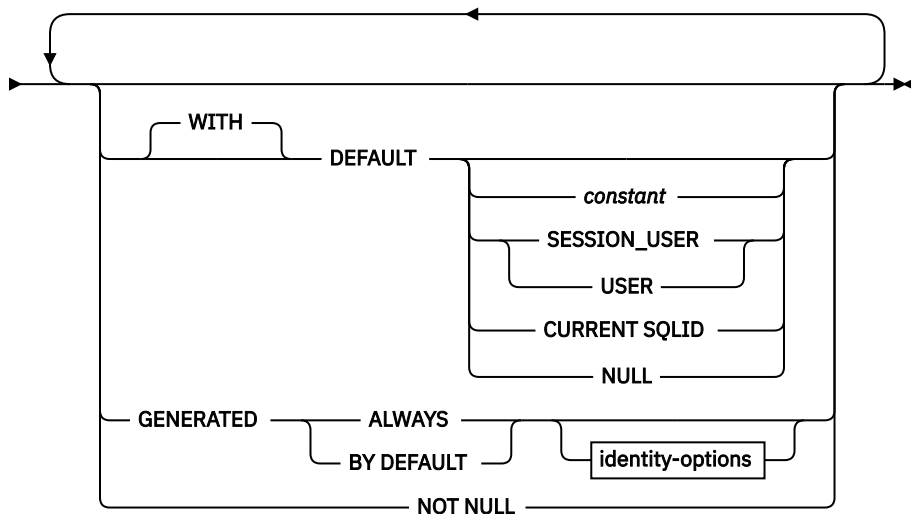 WITH
DEFAULT
constant
SESSION_USER
USER
CURRENT SQLID
NULL
GENERATED ALWAYS
BY DEFAULT identity-options
NOT NULL